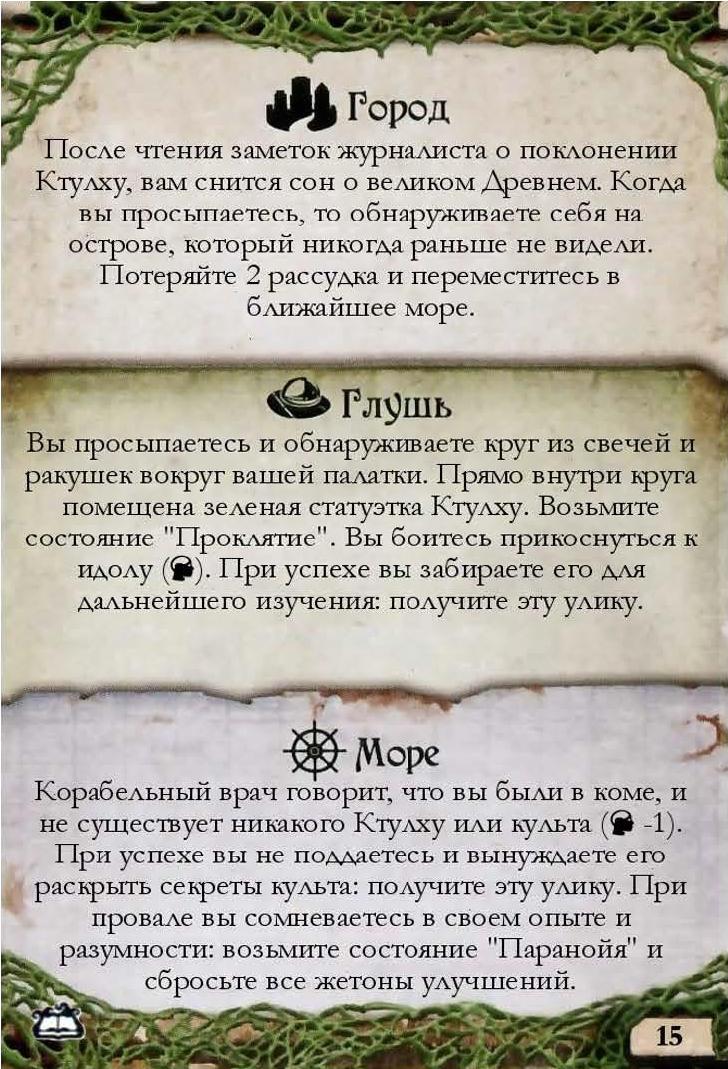 Город
После чтения заметок журналиста о поклонении
Ктулху, вам снится сон о великом Древнем. Когда
вы просыпаетесь, то обнаруживаете себя на
острове, который никогда раньше не видели.
Потеряйте 2 рассудка и переместитесь в
ближайшее море.
Глушь
Вы просыпаетесь и обнаруживаете круг из свечей и
ракушек вокруг вашей палатки. Прямо внутри круга
помещена зеленая статуэтка Ктулху. Возьмите
состояние "Проклятие". Вы боитесь прикоснуться к
идолу (). При успехе вы забираете его для
дальнейшего изучения: получите эту улику.
Море
Корабельный врач говорит, что вы были в коме, и
не существует никакого Ктулху или культа ( -1).
При успехе вы не поддаетесь и вынуждаете его
раскрыть секреты культа: получите эту улику. При
провале вы сомневаетесь в своем опыте и
разумности: возьмите состояние "Паранойя" и
сбросьте все жетоны улучшений.
15